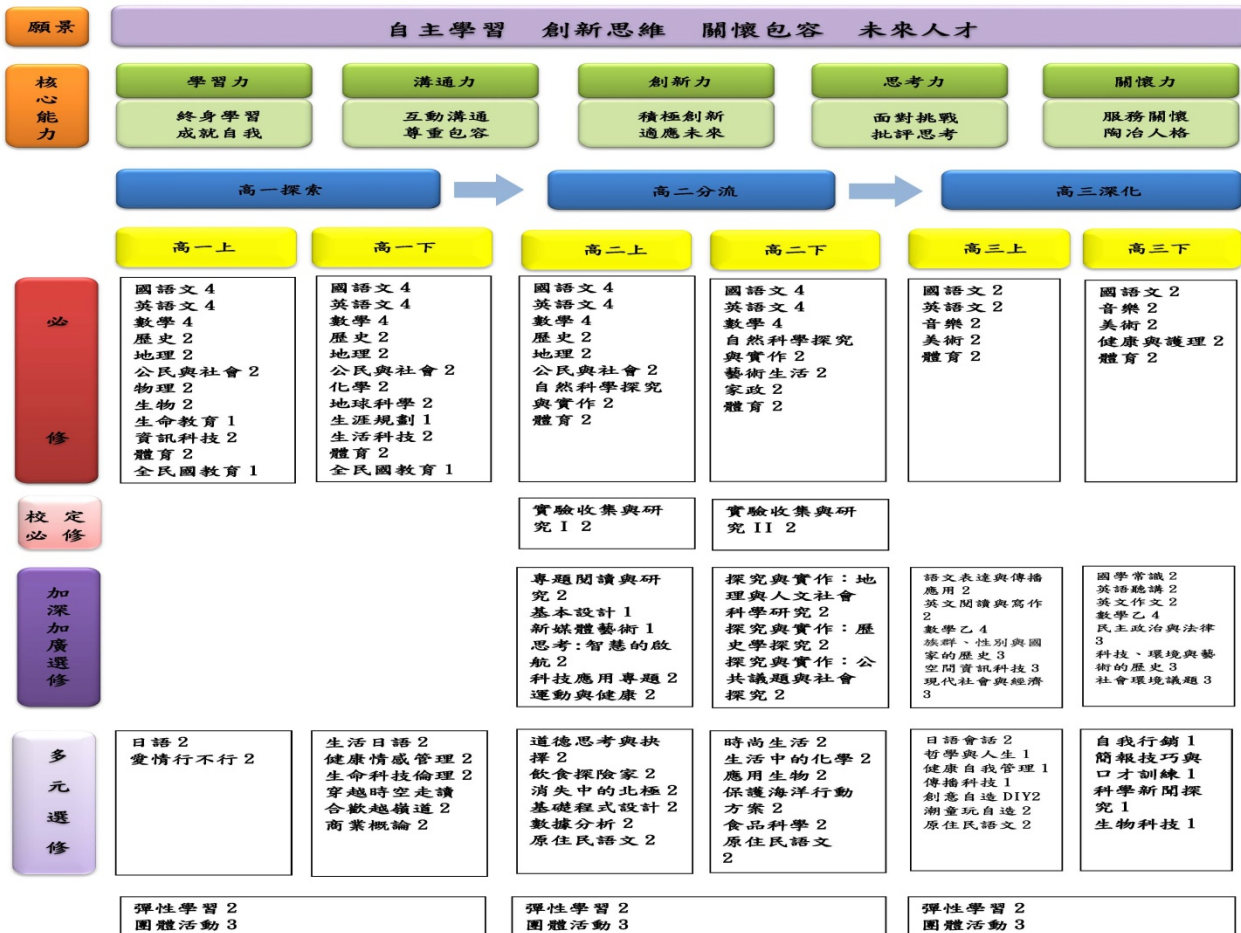 願景
自主學習 創新思維 關懷包容 未來人才
核心能力
學習力
終身學習
成就自我
溝通力
互動溝通
尊重包容
創新力
積極創新
適應未來
思考力
面對挑戰
批評思考
關懷力
服務關懷
陶冶人格
高一探索
高二分流
高三深化
高一上
高一下
高二上
高二下
高三上
高三下
必修
國語文 4
英語文 4
數學 4
歷史 2
地理 2
公民與社會 2
物理 2
生物 2
生命教育 1
資訊科技 2
體育 2
全民國教育 1
國語文 4
英語文 4
數學 4
歷史 2
地理 2
公民與社會 2
化學 2
地球科學 2
生涯規劃 1
生活科技 2
體育 2
全民國教育 1
國語文 4
英語文 4
數學 4
歷史 2
地理 2
公民與社會 2
自然科學探究
與實作 2
體育 2
國語文 4
英語文 4
數學 4
自然科學探究
與實作 2
藝術生活 2
家政 2
體育 2
國語文 2
英語文 2
音樂 2
美術 2
體育 2
國語文 2
音樂 2
美術 2
健康與護理 2
體育 2
校定
必修
實驗收集與研
究 I 2
實驗收集與研
究 II 2
加深加廣選修
專題閱讀與研
究 2
基本設計 1
新媒體藝術 1
思考:智慧的啟
航 2
科技應用專題 2
運動與健康 2
探究與實作：地
理與人文社會
科學研究 2
探究與實作：歷
史學探究 2
探究與實作：公
共議題與社會
探究 2
語文表達與傳播
應用 2
英文閱讀與寫作
2
數學乙 4
族群、性別與國
家的歷史 3
空間資訊科技 3
現代社會與經濟
3
國學常識 2
英語聽講 2
英文作文 2
數學乙 4
民主政治與法律
3
科技、環境與藝
術的歷史 3
社會環境議題 3
多元選修
日語 2
愛情行不行 2
生活日語 2
健康情感管理 2
生命科技倫理 2
穿越時空走讀
合歡越嶺道 2
商業概論 2
道德思考與抉
擇 2
飲食探險家 2
消失中的北極 2
基礎程式設計 2
數據分析 2
原住民語文 2
時尚生活 2
生活中的化學 2
應用生物 2
保護海洋行動
方案 2
食品科學 2
原住民語文
2
日語會話 2
哲學與人生 1
健康自我管理 1
傳播科技 1
創意自造 DIY2
潮童玩自造 2
原住民語文 2
自我行銷 1
簡報技巧與
口才訓練 1
科學新聞探
究 1
生物科技 1
彈性學習 2
團體活動 3
彈性學習 2
團體活動 3
彈性學習 2
團體活動 3